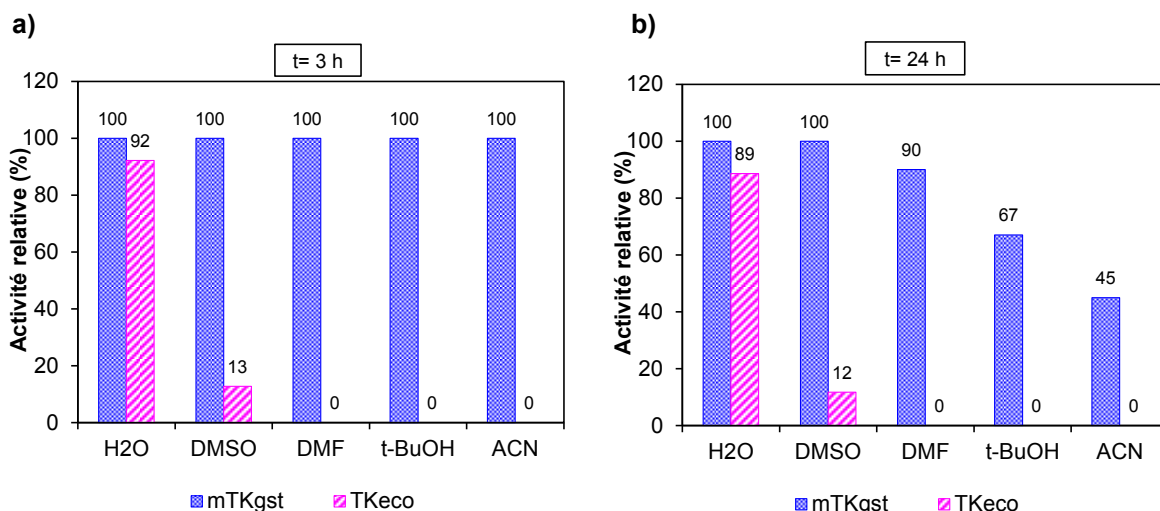 a)
t= 3 h
Activité relative (%)
120
100
80
60
40
20
0
100
92
100
13
100
0
100
0
100
0
H2O
DMSO
DMF
t-BuOH
ACN
mTKgst
TKeco
b)
t= 24 h
Activité relative (%)
120
100
80
60
40
20
0
100
89
100
12
90
0
67
0
45
0
H2O
DMSO
DMF
t-BuOH
ACN
mTKgst
TKeco